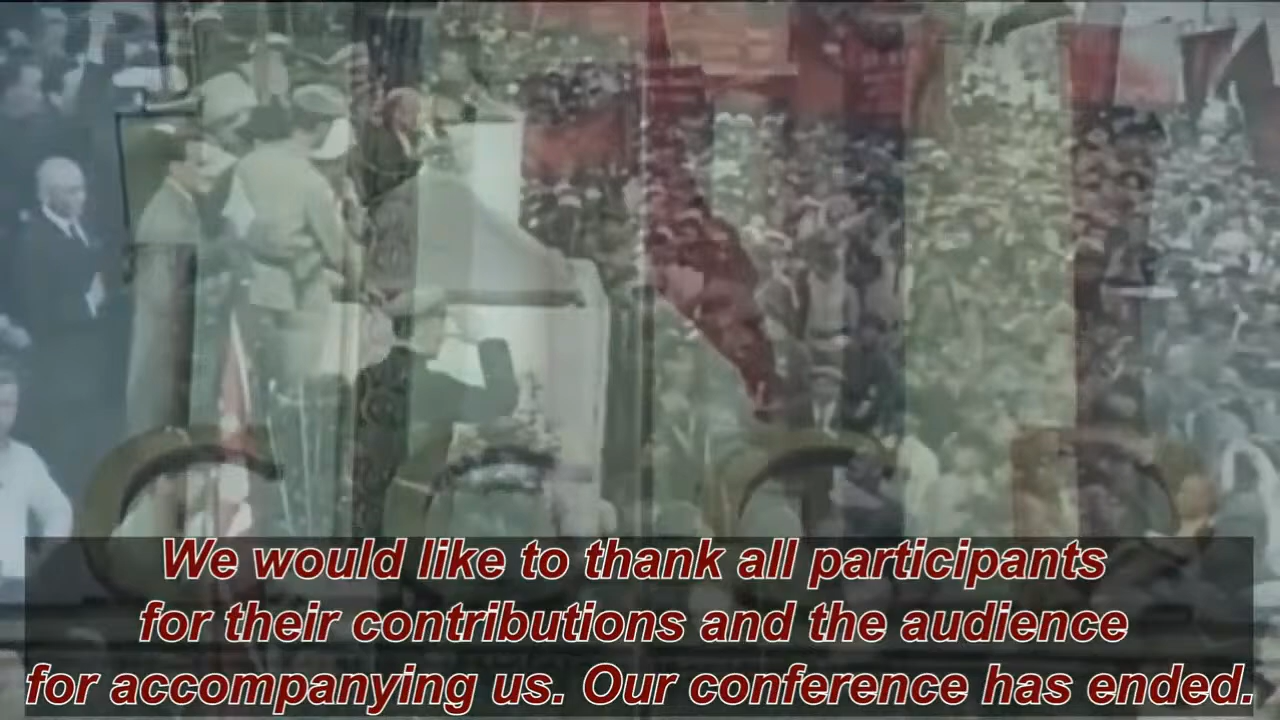 We would like to thank all participants
for their contributions and the audience
for accompanying us. Our conference has ended.